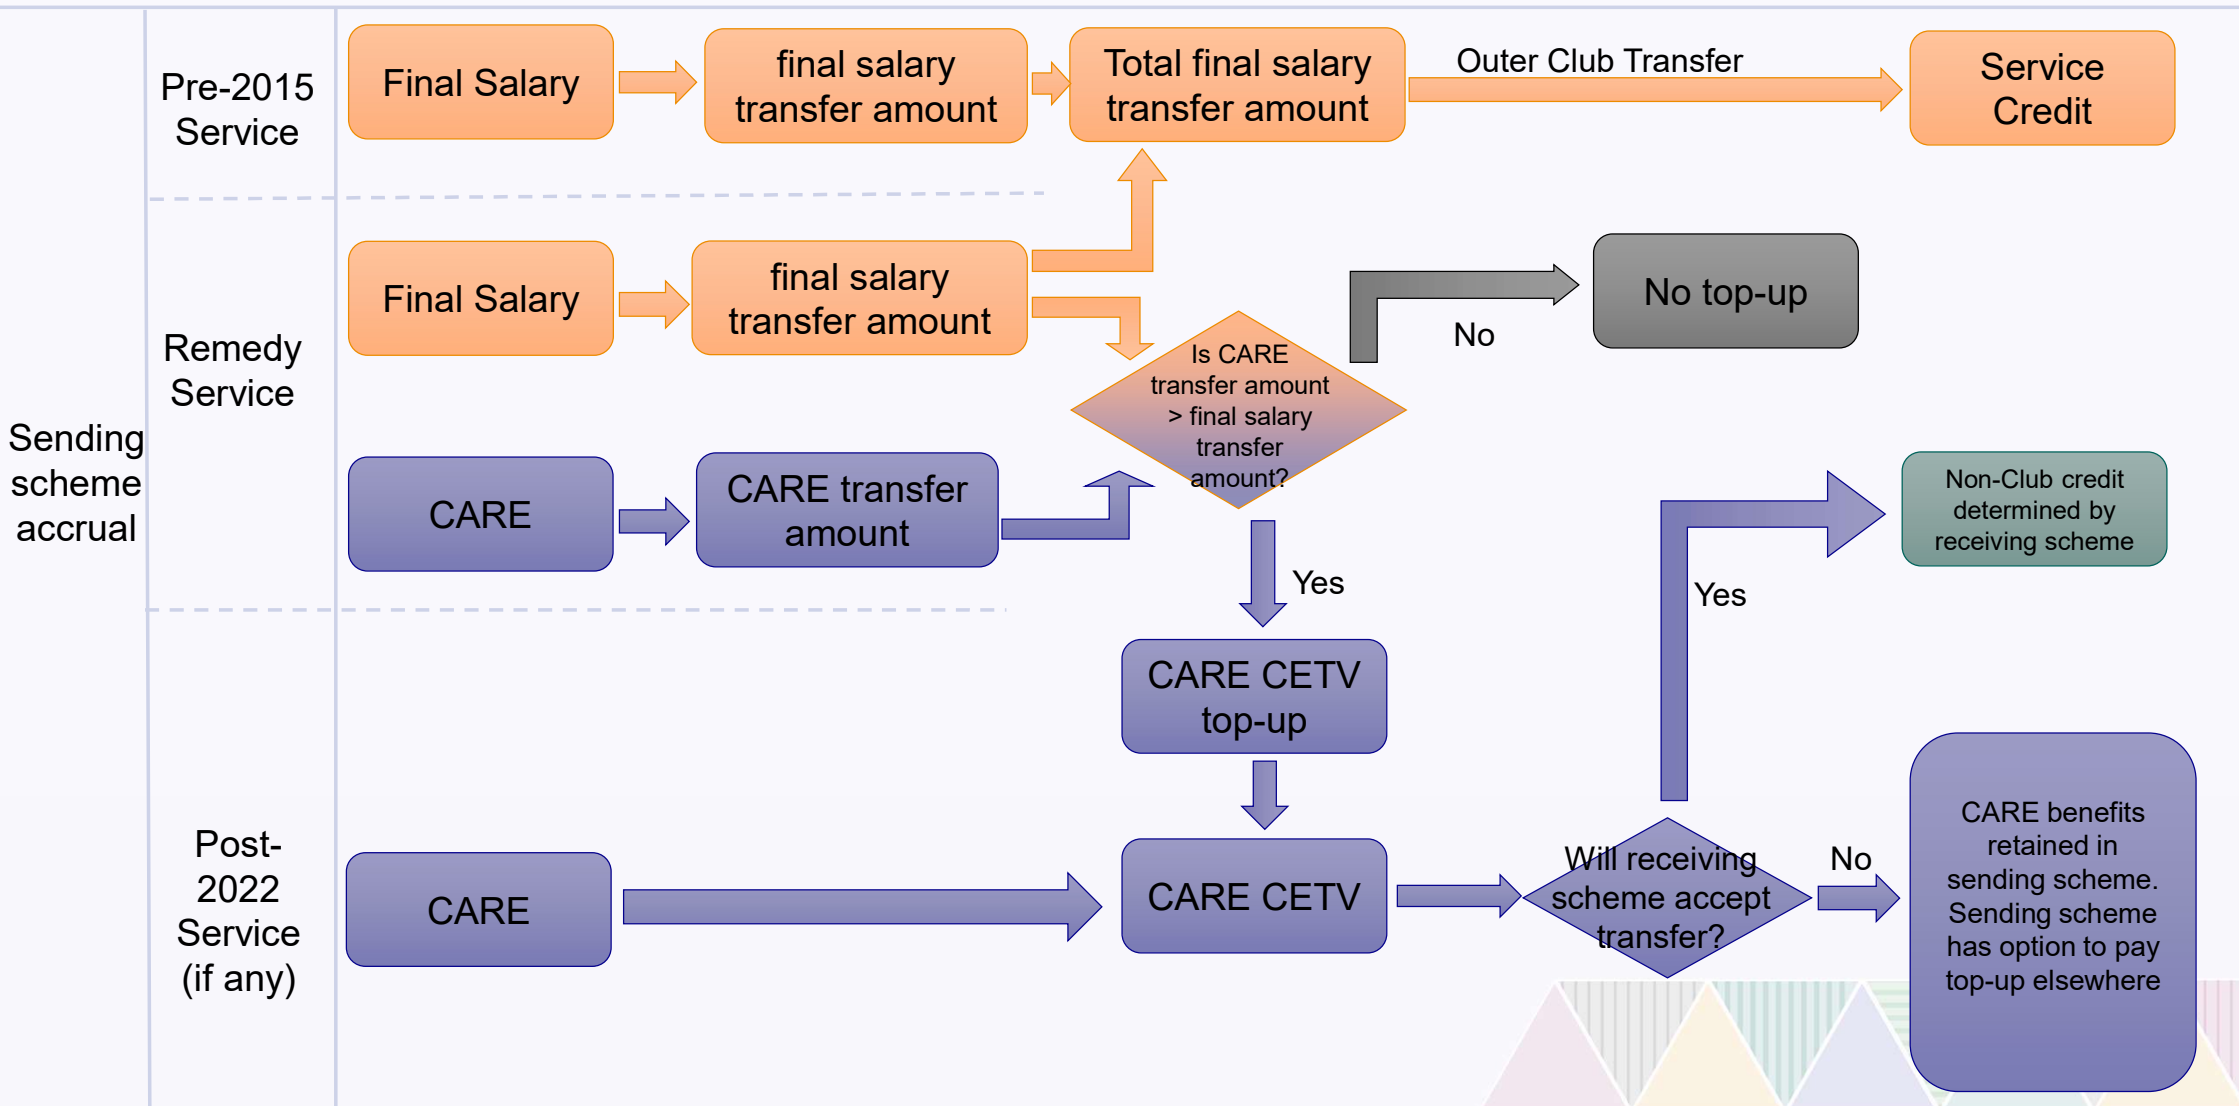 Pre-2015
Service
Final Salary
final salary
transfer amount
Total final salary
transfer amount
Outer Club Transfer
Service
Credit
Sending
scheme
accrual
Remedy
Service
Final Salary
final salary
transfer amount
CARE
CARE transfer
amount
Is CARE
transfer amount
> final salary
transfer
amount?
No
No top-up
Yes
CARE CETV
top-up
Post-
2022
Service
(if any)
CARE
CARE CETV
Will receiving
scheme accept
transfer?
Yes
Non-Club credit
determined by
receiving scheme
No
CARE benefits
retained in
sending scheme.
Sending scheme
has option to pay
top-up elsewhere